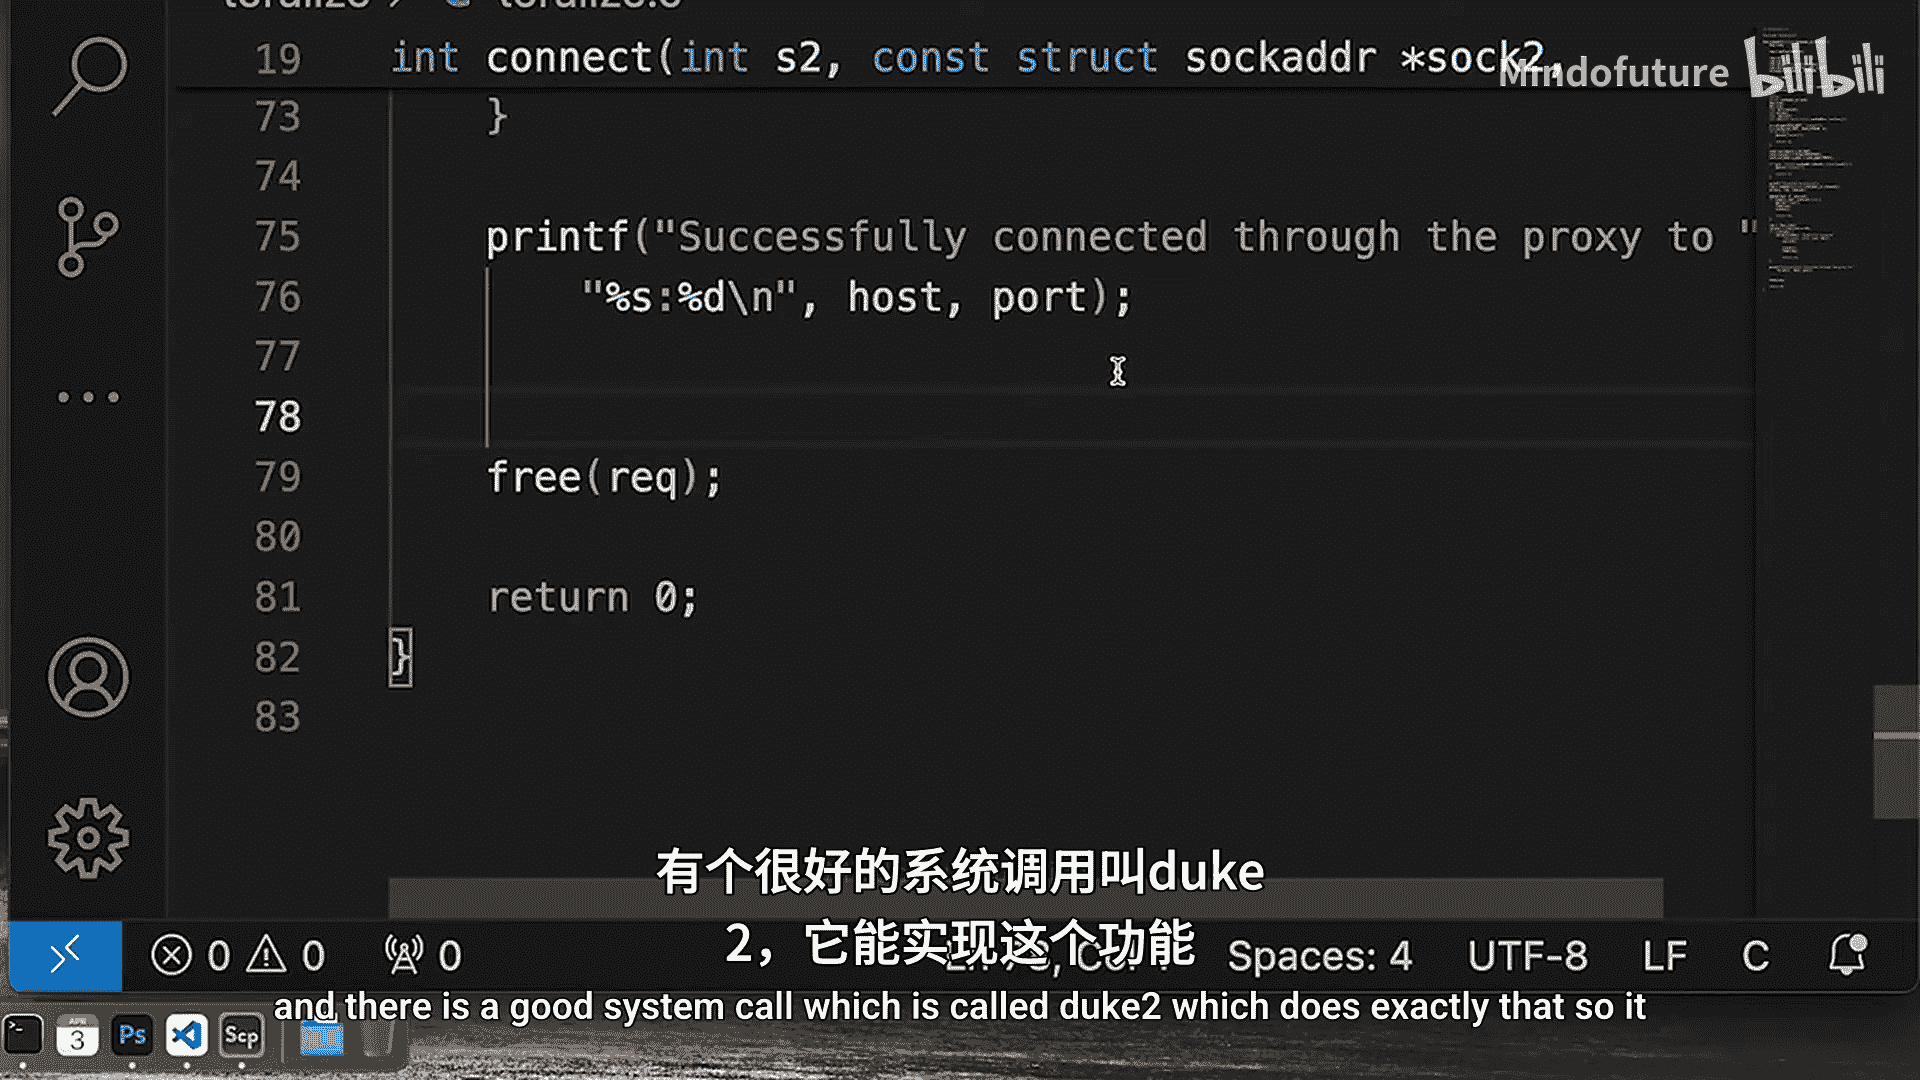 19 int connect(int s2, const struct sockaddr *sock2,
Mindofuture bilibili
73 }
74
75 printf("Successfully connected through the proxy to "
76 "%s:%d\n", host, port);
77
78
79 free(req);
80
81 return 0;
82 }
83
有个很好的系统调用叫duke
2，它能实现这个功能
0 0 0 Spaces: 4 UTF-8 LF C
and there is a good system call which is called duke2 which does exactly that so it
APR
3 Ps Scp